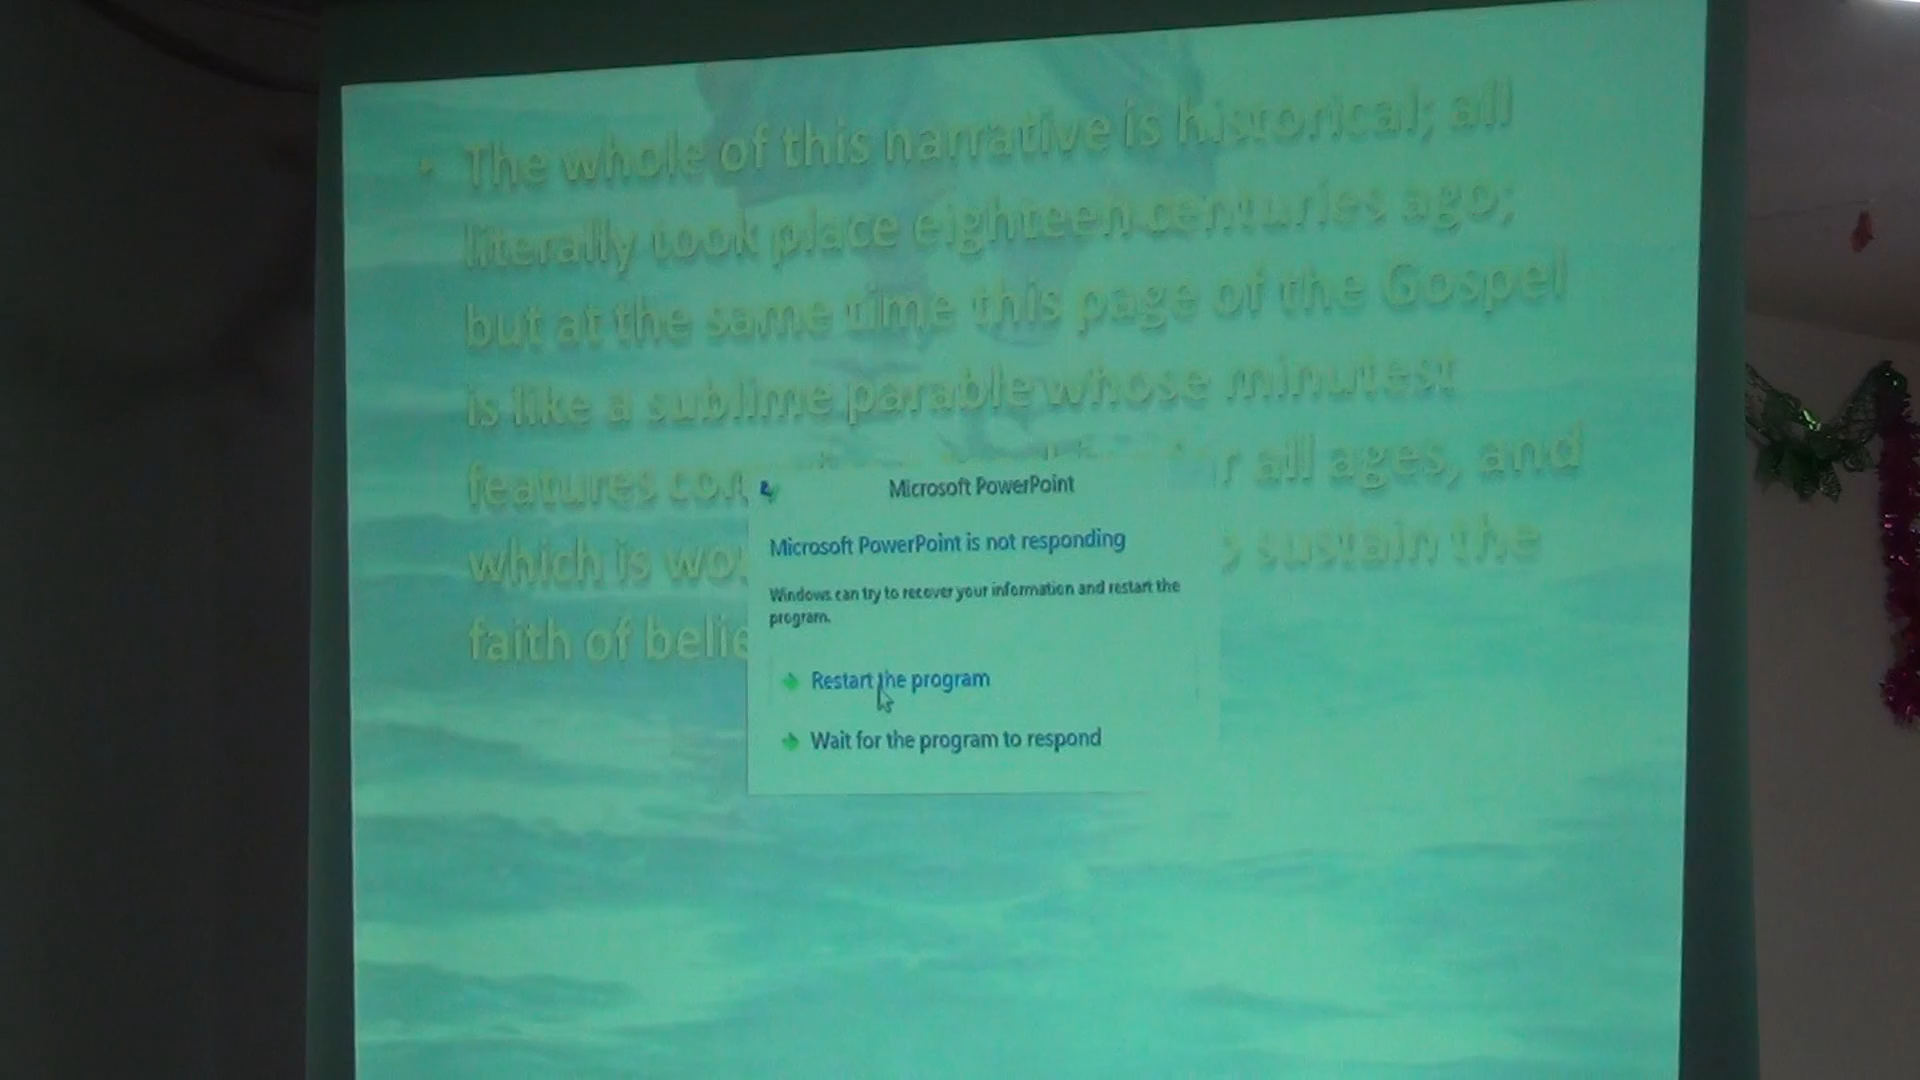 • The whole of this narrative is historical; all
literally took place eighteen centuries ago;
but at the same time this page of the Gospel
is like a sublime parable whose minutest
features con r all ages, and
which is wo sustain the
faith of belie
Microsoft PowerPoint
Microsoft PowerPoint is not responding
Windows can try to recover your information and restart the
program.
Restart the program
Wait for the program to respond